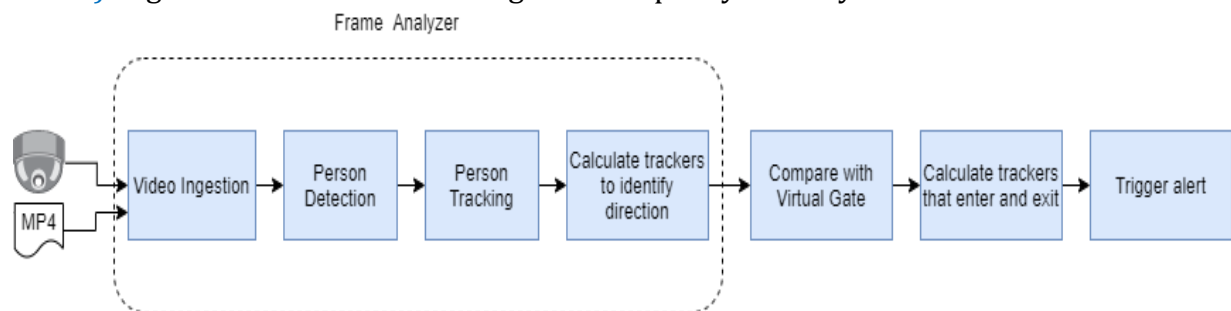 Frame Analyzer
MP4
Video Ingestion
Person
Detection
Person
Tracking
Calculate trackers
to identify
direction
Compare with
Virtual Gate
Calculate trackers
that enter and exit
Trigger alert